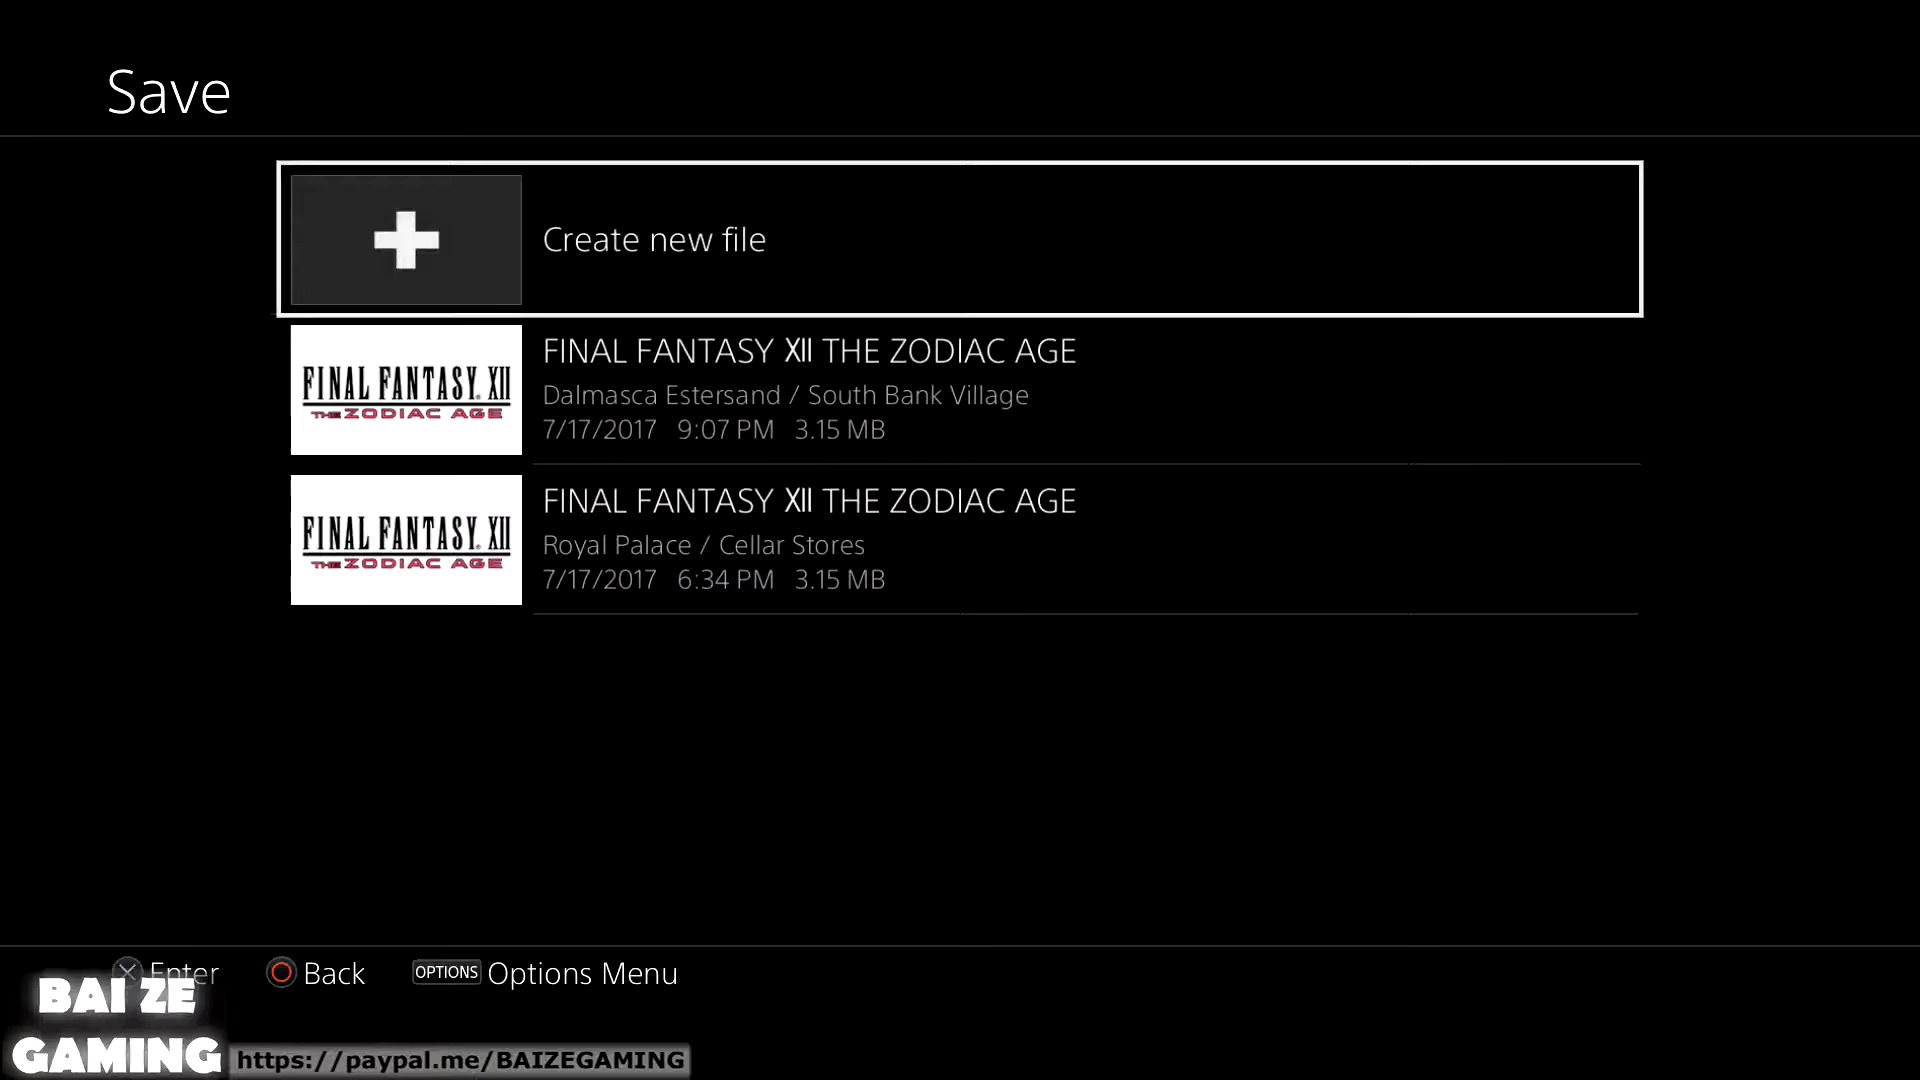 Save
Create new file
FINAL FANTASY XII
THE ZODIAC AGE
FINAL FANTASY XII THE ZODIAC AGE
Dalmasca Estersand / South Bank Village
7/17/2017 9:07 PM 3.15 MB
FINAL FANTASY XII
THE ZODIAC AGE
FINAL FANTASY XII THE ZODIAC AGE
Royal Palace / Cellar Stores
7/17/2017 6:34 PM 3.15 MB
Enter Back OPTIONS Options Menu
BAI ZE
GAMING
https://paypal.me/BAIZEGAMING